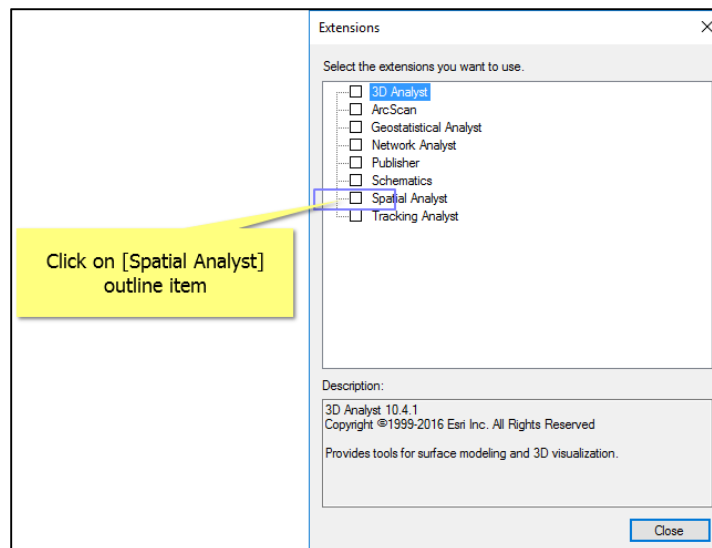 Extensions
Select the extensions you want to use.
3D Analyst
ArcScan
Geostatistical Analyst
Network Analyst
Publisher
Schematics
Spatial Analyst
Tracking Analyst
Click on [Spatial Analyst]
outline item
Description:
3D Analyst 10.4.1
Copyright ©1999-2016 Esri Inc. All Rights Reserved
Provides tools for surface modeling and 3D visualization.
Close